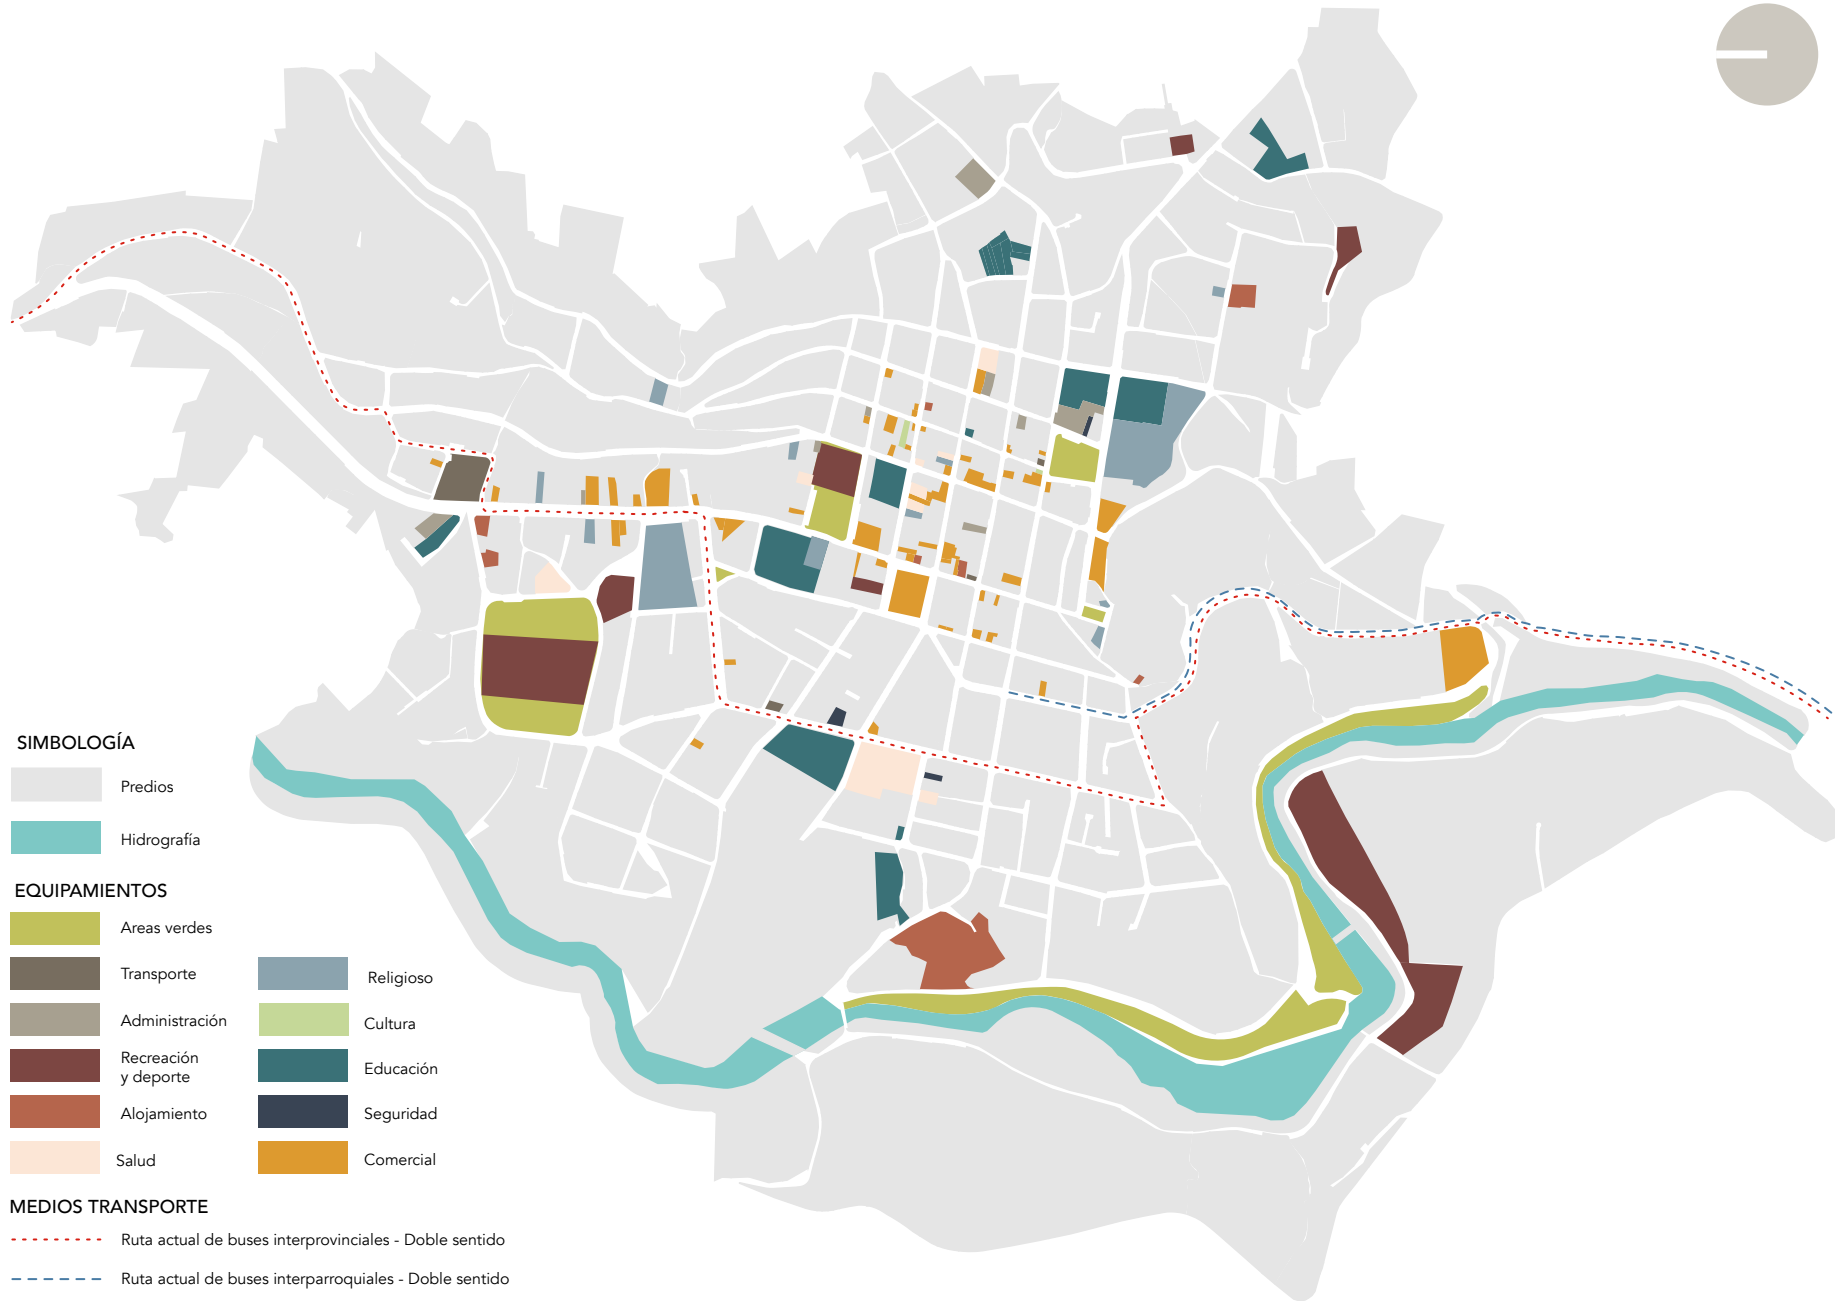 SIMBOLOGÍA
Predios
Hidrografía
EQUIPAMIENTOS
Areas verdes
Transporte
Administración
Recreación
y deporte
Alojamiento
Salud
Religioso
Cultura
Educación
Seguridad
Comercial
MEDIOS TRANSPORTE
Ruta actual de buses interprovinciales - Doble sentido
Ruta actual de buses interparroquiales - Doble sentido